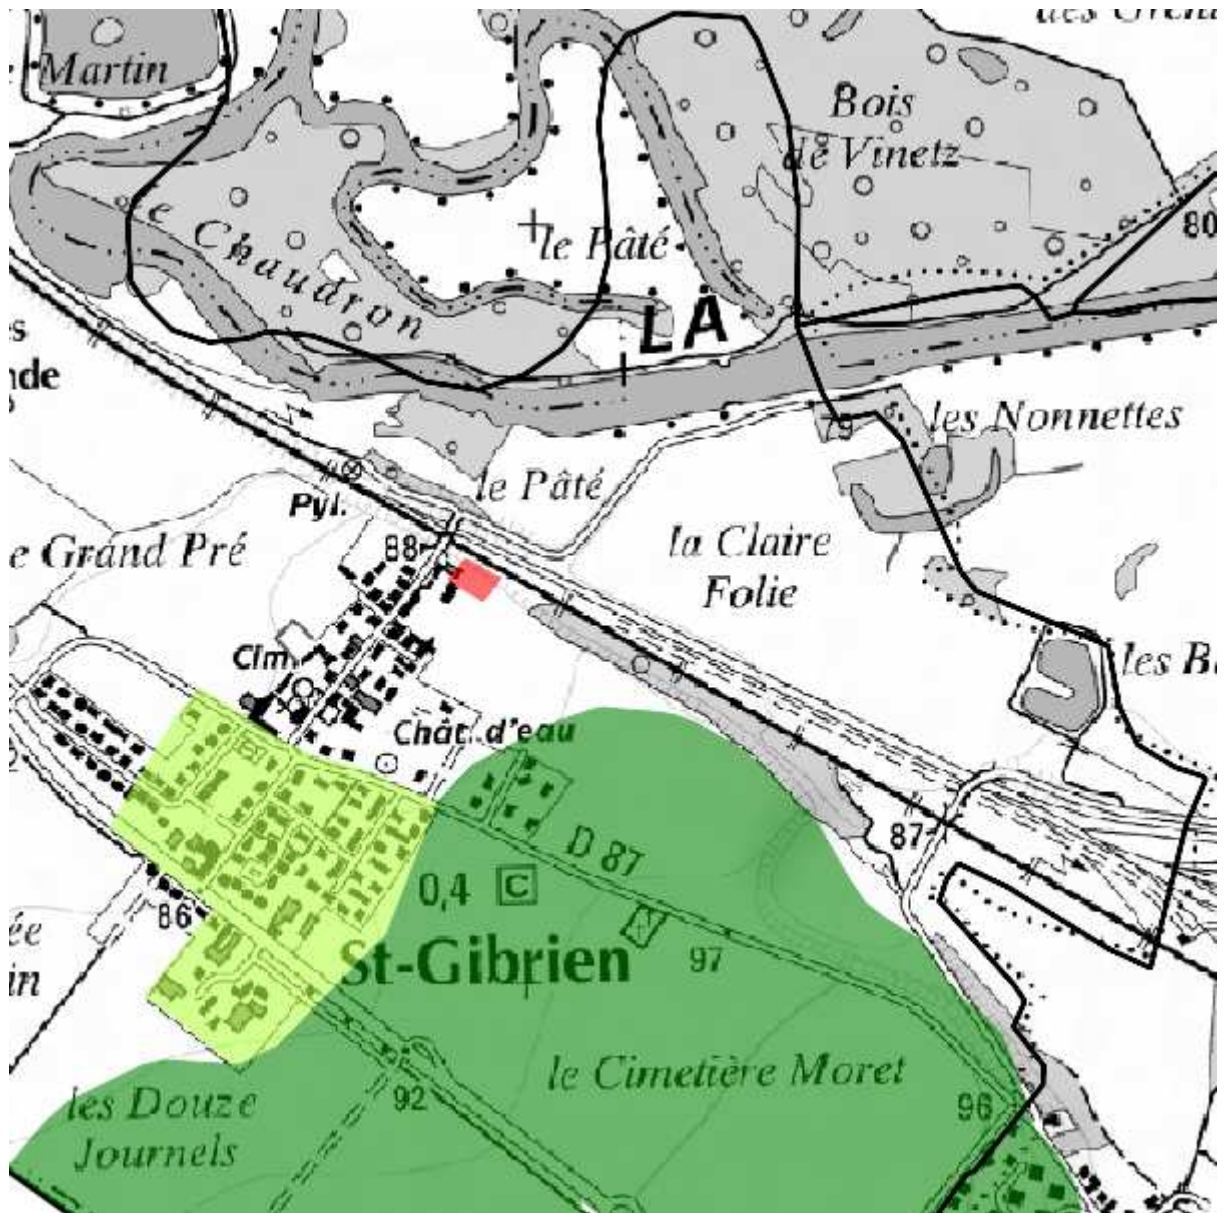 Martin
Bois
de Vinetz
le Chaudron
le Pâté
80
LA
nde
79
les Nonnettes
le Pâté
Pyl.
la Claire
Folie
88
Grand Pré
Cim.
les B
Chât. d'eau
87
D 87
0,4
C
86
St-Gibrien
97
le Cimetière Moret
les Douze
Journels
92
96